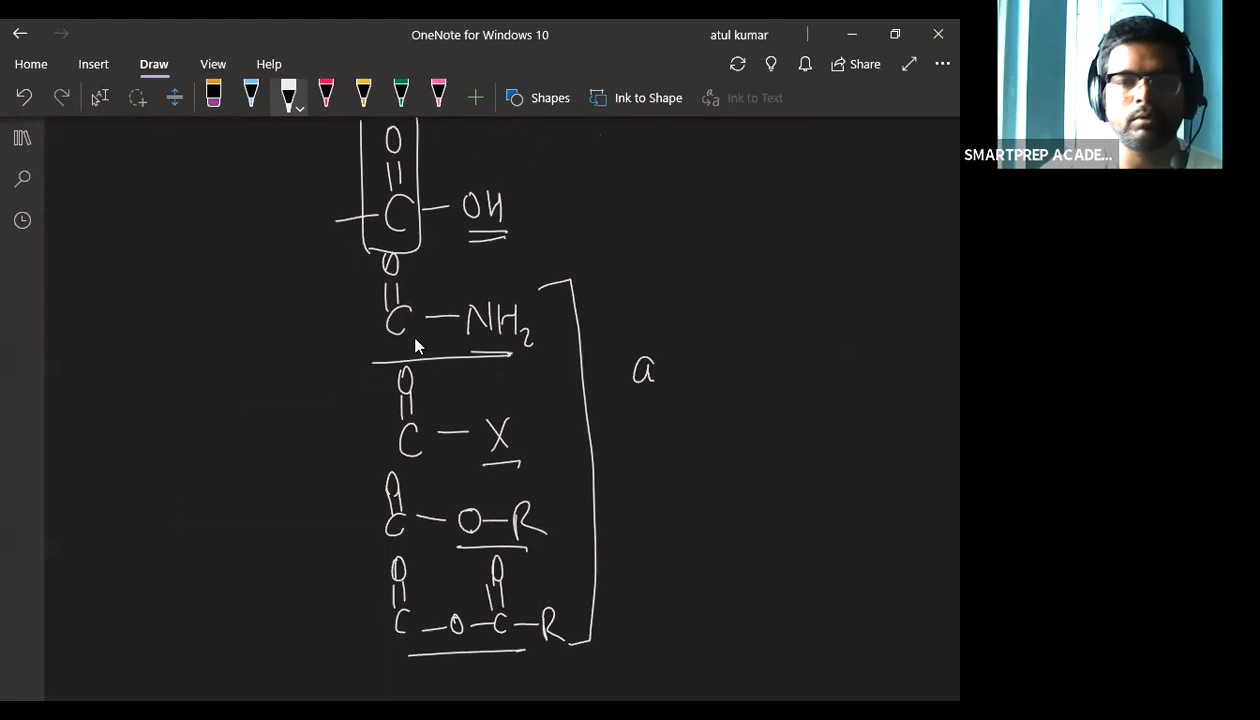 OneNote for Windows 10
atul kumar
Home Insert Draw View Help
Share
Shapes Ink to Shape Ink to Text
SMARTPREP ACADE...
O
C - OH
O
C - NH2
a
O
C - X
O
C - O - R
O O
C - O - C - R